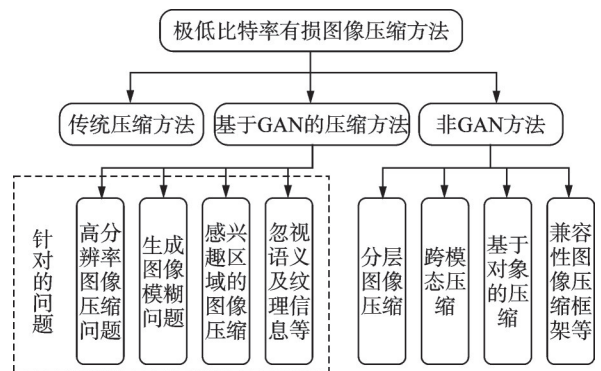 极低比特率有损图像压缩方法
传统压缩方法
基于GAN的压缩方法
非GAN方法
针对的问题
高分
辨率
图像
压缩
问题
生成
图像
模糊
问题
感兴
趣区
域的
图像
压缩
忽视
语义
及纹
理信
息等
分层
图像
压缩
跨模
态压
缩
基于
对象
的压
缩
兼容
性图
像压
缩框
架等